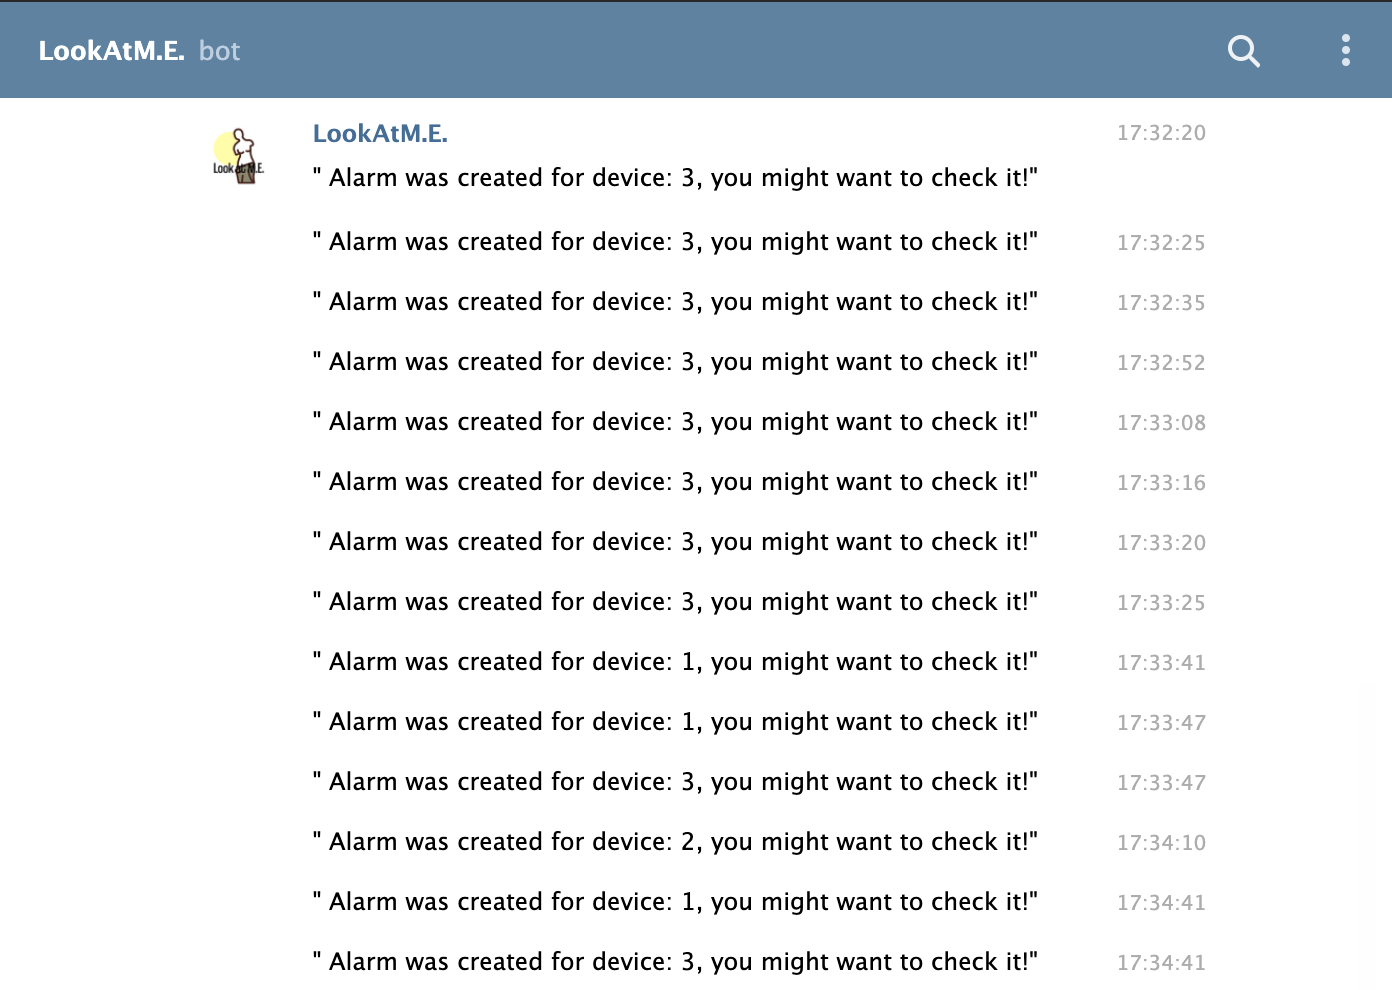 LookAtM.E. bot
LookAtM.E. 17:32:20
Look at M.E.
" Alarm was created for device: 3, you might want to check it!"
" Alarm was created for device: 3, you might want to check it!" 17:32:25
" Alarm was created for device: 3, you might want to check it!" 17:32:35
" Alarm was created for device: 3, you might want to check it!" 17:32:52
" Alarm was created for device: 3, you might want to check it!" 17:33:08
" Alarm was created for device: 3, you might want to check it!" 17:33:16
" Alarm was created for device: 3, you might want to check it!" 17:33:20
" Alarm was created for device: 3, you might want to check it!" 17:33:25
" Alarm was created for device: 1, you might want to check it!" 17:33:41
" Alarm was created for device: 1, you might want to check it!" 17:33:47
" Alarm was created for device: 3, you might want to check it!" 17:33:47
" Alarm was created for device: 2, you might want to check it!" 17:34:10
" Alarm was created for device: 1, you might want to check it!" 17:34:41
" Alarm was created for device: 3, you might want to check it!" 17:34:41